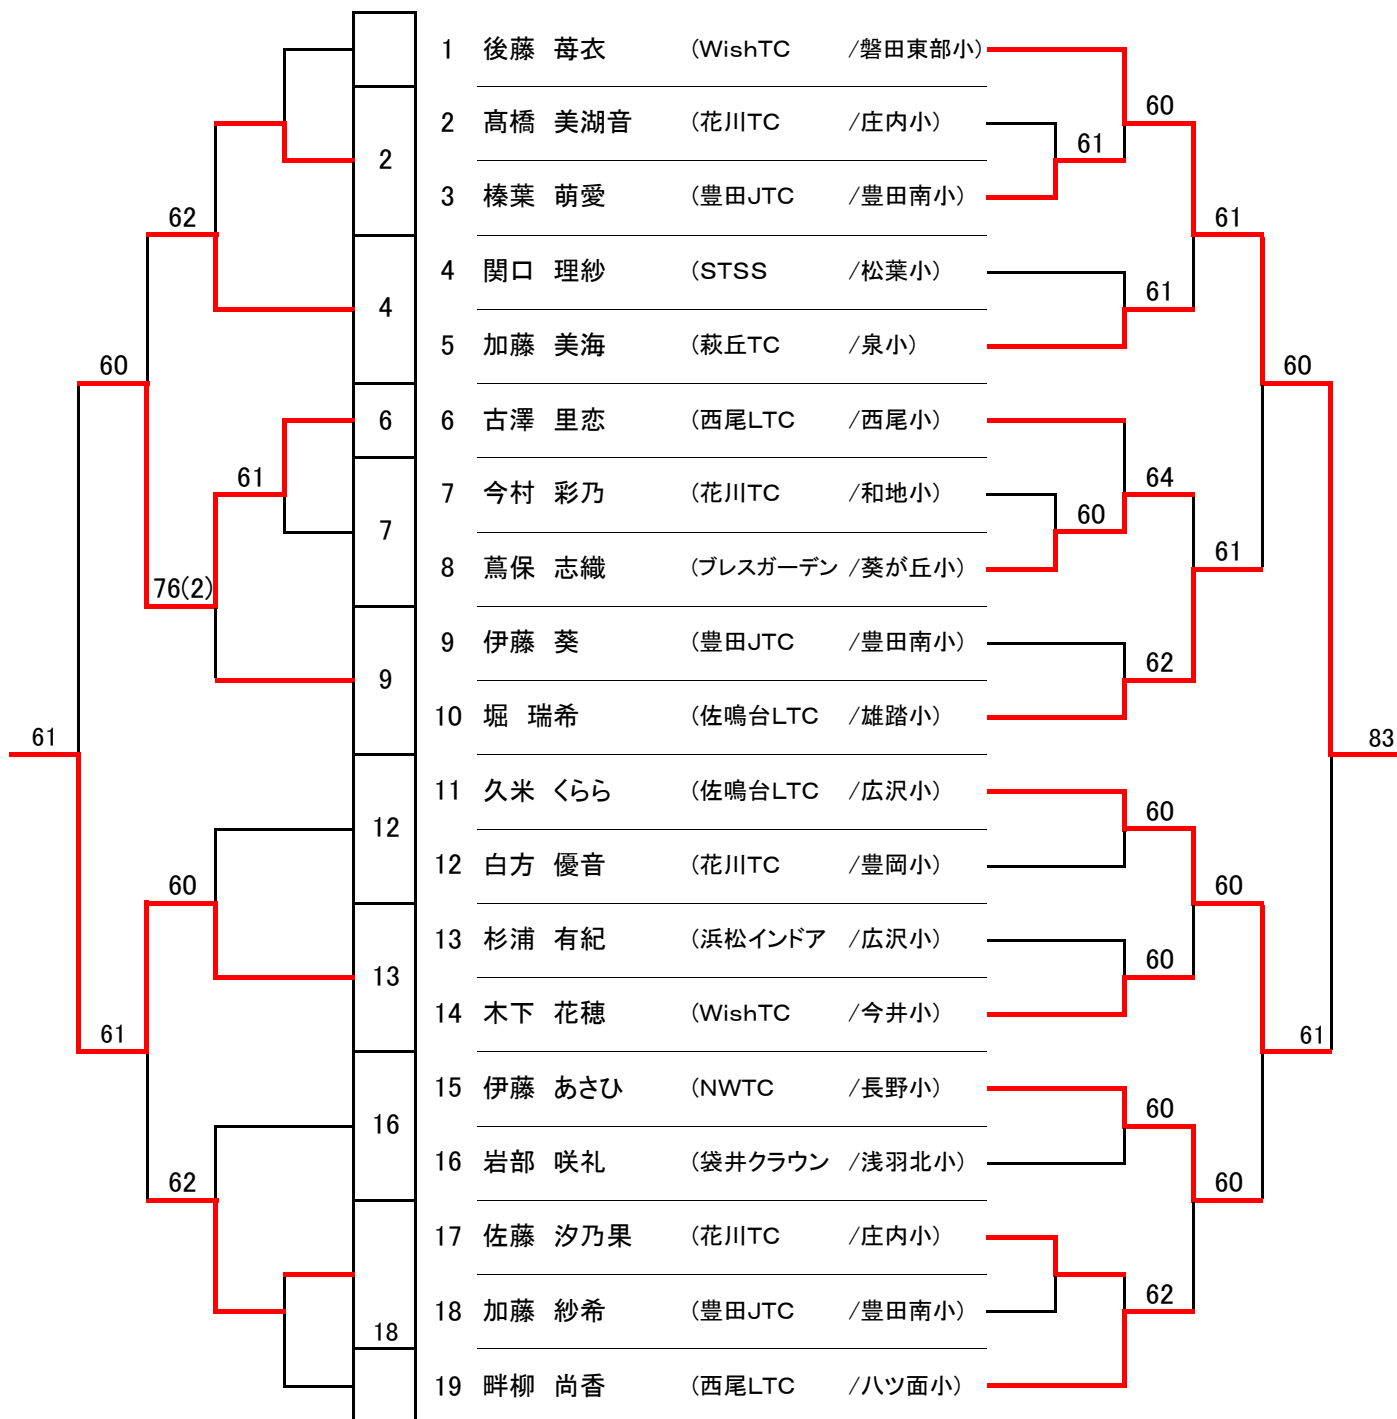 1 後藤 苺衣 (WishTC /磐田東部小)
60
2 髙橋 美湖音 (花川TC /庄内小)
61
2
3 榛葉 萌愛 (豊田JTC /豊田南小)
62
61
4 関口 理紗 (STSS /松葉小)
61
4
5 加藤 美海 (萩丘TC /泉小)
60
60
6
6 古澤 里恋 (西尾LTC /西尾小)
61
64
7 今村 彩乃 (花川TC /和地小)
60
7
61
8 蔦保 志織 (ブレスガーデン /葵が丘小)
76(2)
9 伊藤 葵 (豊田JTC /豊田南小)
62
9
10 堀 瑞希 (佐鳴台LTC /雄踏小)
61
83
11 久米 くらら (佐鳴台LTC /広沢小)
60
12
12 白方 優音 (花川TC /豊岡小)
60
60
13 杉浦 有紀 (浜松インドア /広沢小)
60
13
14 木下 花穂 (WishTC /今井小)
61
61
15 伊藤 あさひ (NWTC /長野小)
60
16
16 岩部 咲礼 (袋井クラウン /浅羽北小)
62
60
17 佐藤 汐乃果 (花川TC /庄内小)
62
18 加藤 紗希 (豊田JTC /豊田南小)
18
19 畔柳 尚香 (西尾LTC /八ツ面小)